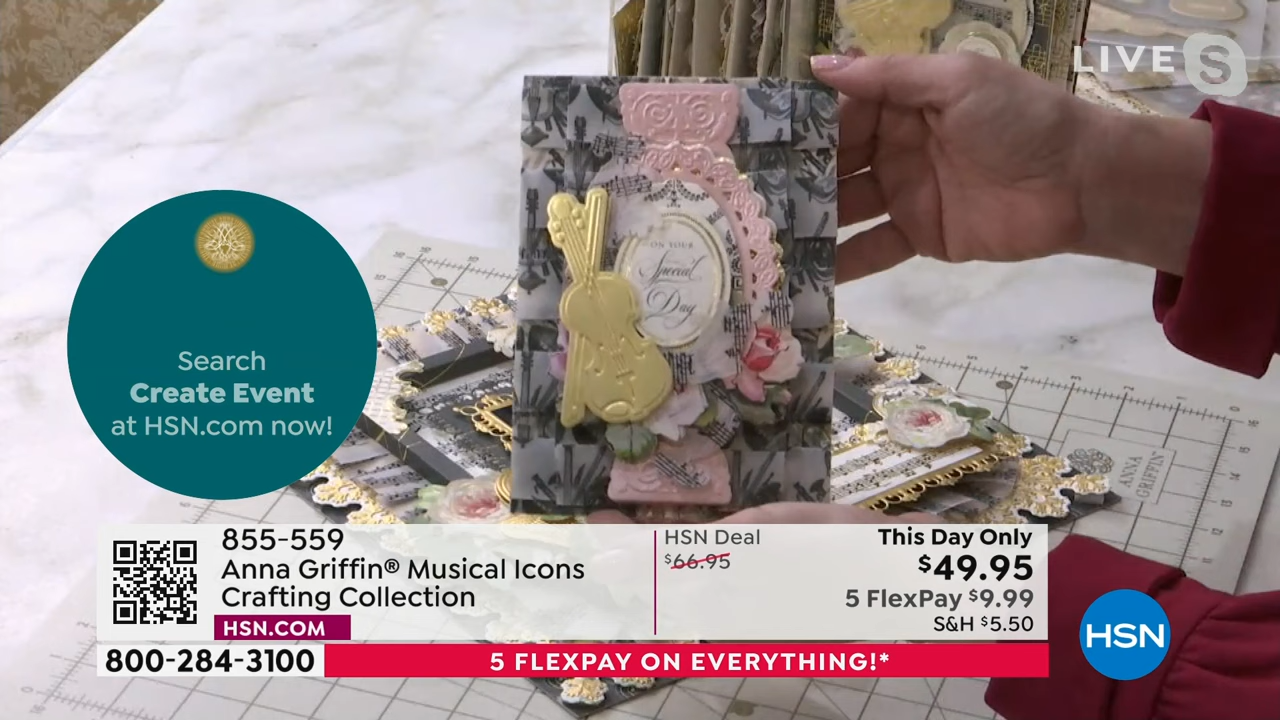 LIVE S
ON YOUR
Special
Day
Search
Create Event
at HSN.com now!
ANNA
GRIFFIN
855-559
Anna Griffin® Musical Icons
Crafting Collection
HSN.COM
HSN Deal
$66.95
This Day Only
$49.95
5 FlexPay $9.99
S&H $5.50
HSN
800-284-3100
5 FLEXPAY ON EVERYTHING!*